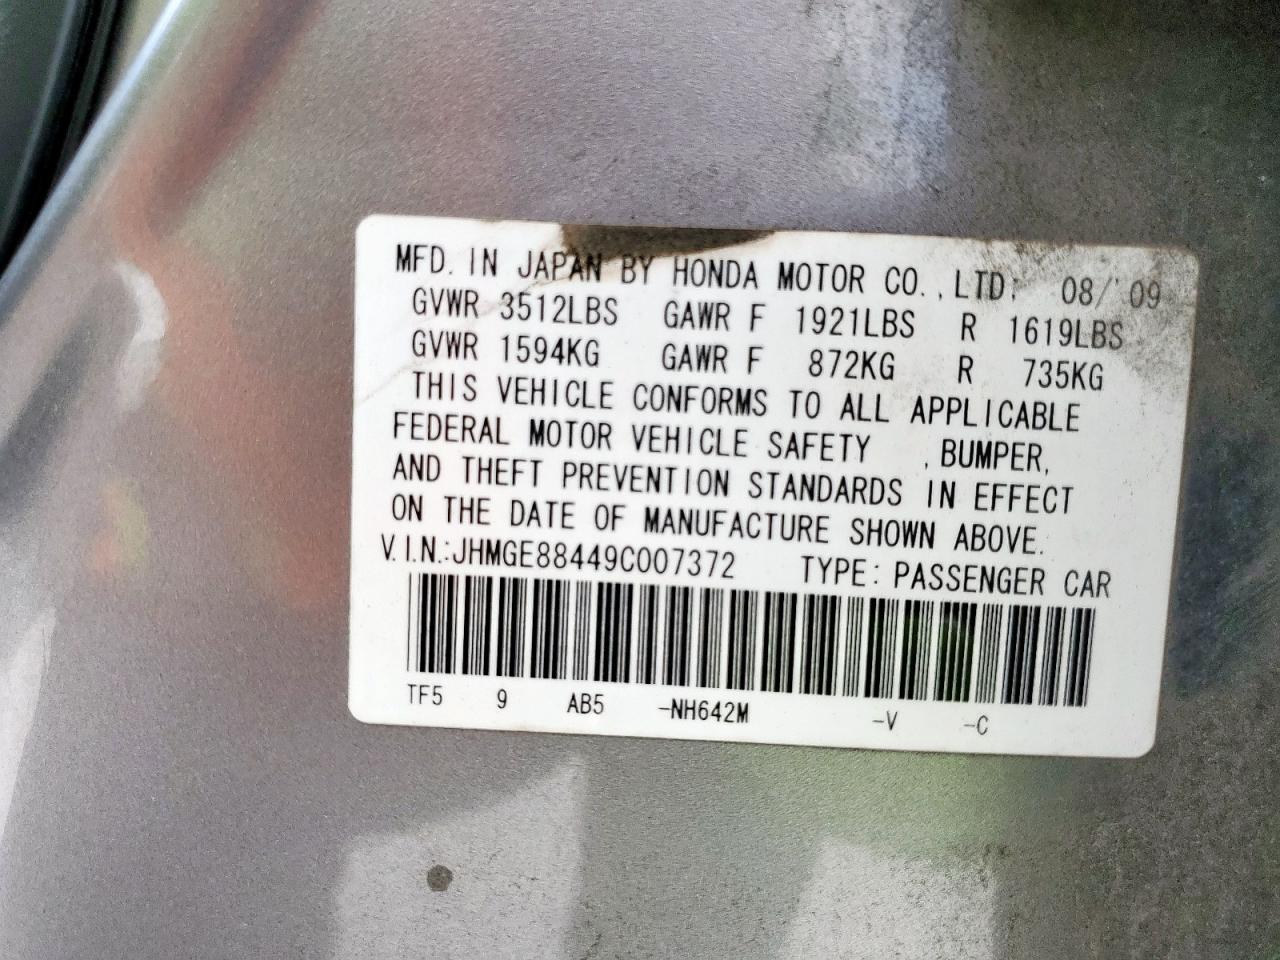 MFD. IN JAPAN BY HONDA MOTOR CO., LTD. 08/ 09
GVWR 3512LBS GAWR F 1921LBS R 1619LBS
GVWR 1594KG GAWR F 872KG R 735KG
THIS VEHICLE CONFORMS TO ALL APPLICABLE
FEDERAL MOTOR VEHICLE SAFETY , BUMPER,
AND THEFT PREVENTION STANDARDS IN EFFECT
ON THE DATE OF MANUFACTURE SHOWN ABOVE.
V.I.N.:JHMGE88449C007372 TYPE: PASSENGER CAR
TF5 9 AB5 -NH642M -V -C